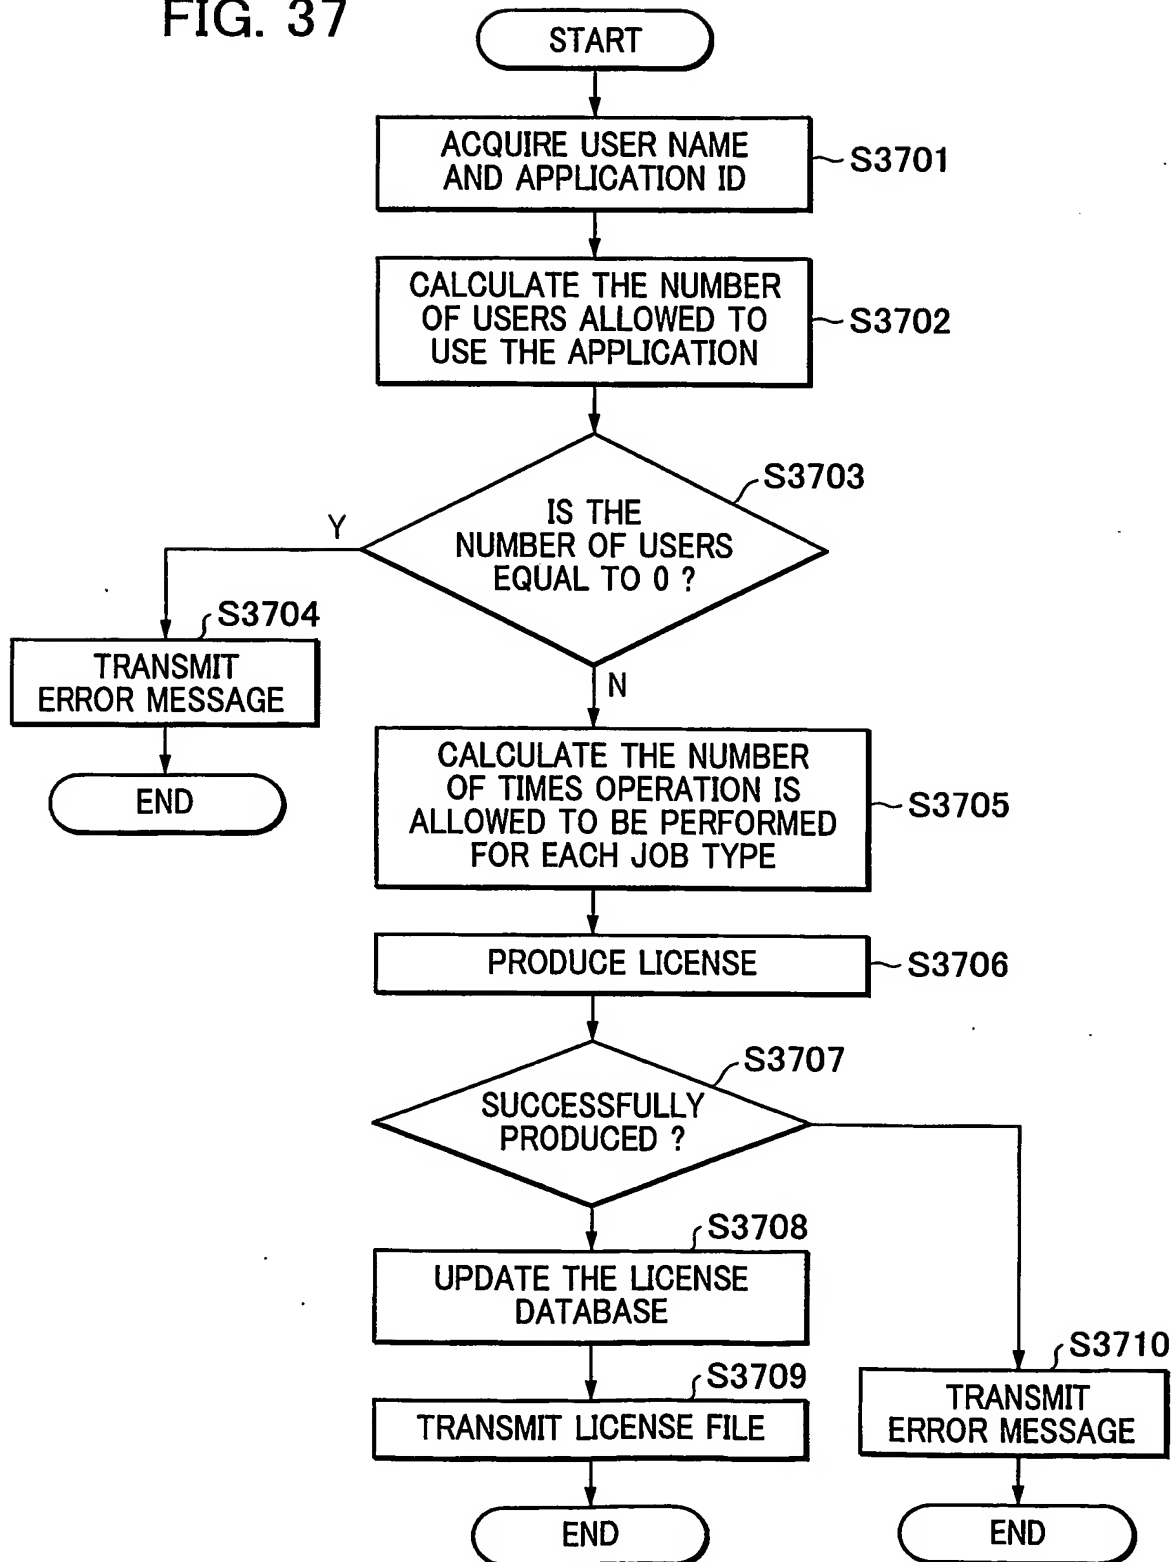 FIG. 37
START
ACQUIRE USER NAME
AND APPLICATION ID
S3701
CALCULATE THE NUMBER
OF USERS ALLOWED TO
USE THE APPLICATION
S3702
S3703
IS THE
NUMBER OF USERS
EQUAL TO 0 ?
Y
N
S3704
TRANSMIT
ERROR MESSAGE
END
CALCULATE THE NUMBER
OF TIMES OPERATION IS
ALLOWED TO BE PERFORMED
FOR EACH JOB TYPE
S3705
PRODUCE LICENSE
S3706
S3707
SUCCESSFULLY
PRODUCED ?
S3708
UPDATE THE LICENSE
DATABASE
S3709
TRANSMIT LICENSE FILE
END
S3710
TRANSMIT
ERROR MESSAGE
END